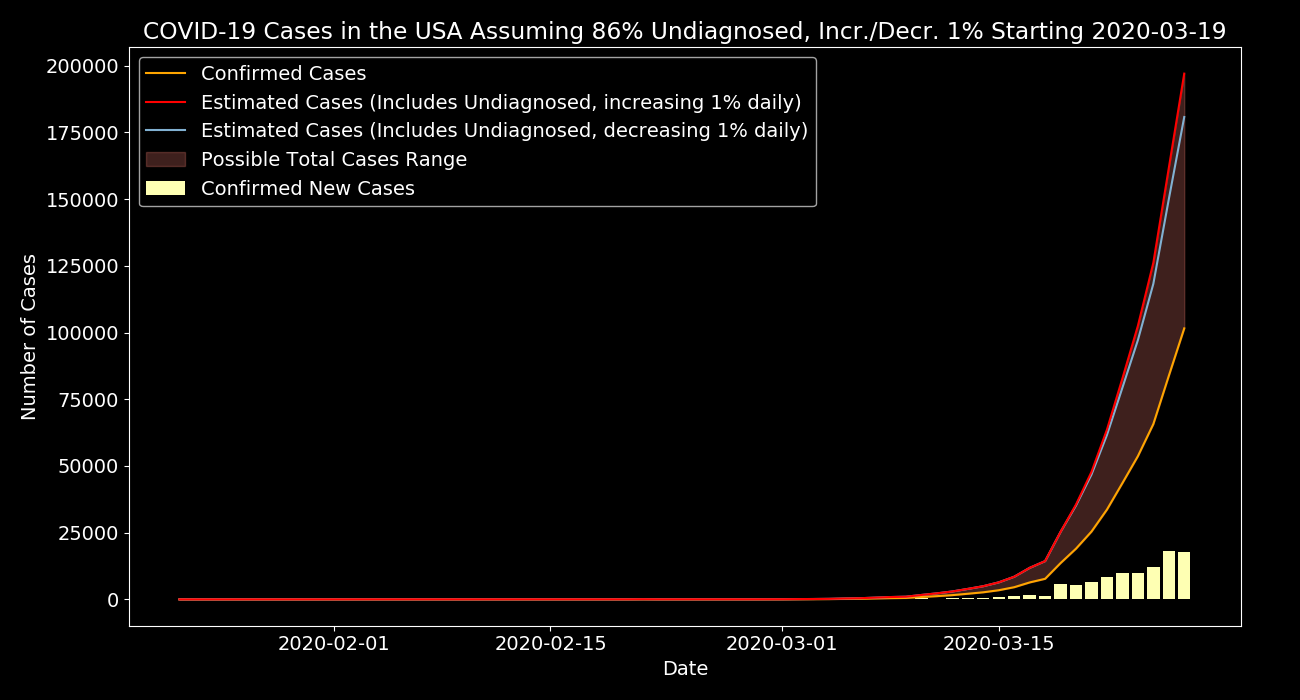 COVID-19 Cases in the USA Assuming 86% Undiagnosed, Incr./Decr. 1% Starting 2020-03-19
Confirmed Cases
Estimated Cases (Includes Undiagnosed, increasing 1% daily)
Estimated Cases (Includes Undiagnosed, decreasing 1% daily)
Possible Total Cases Range
Confirmed New Cases
Number of Cases
200000
175000
150000
125000
100000
75000
50000
25000
0
2020-02-01 2020-02-15 2020-03-01 2020-03-15
Date